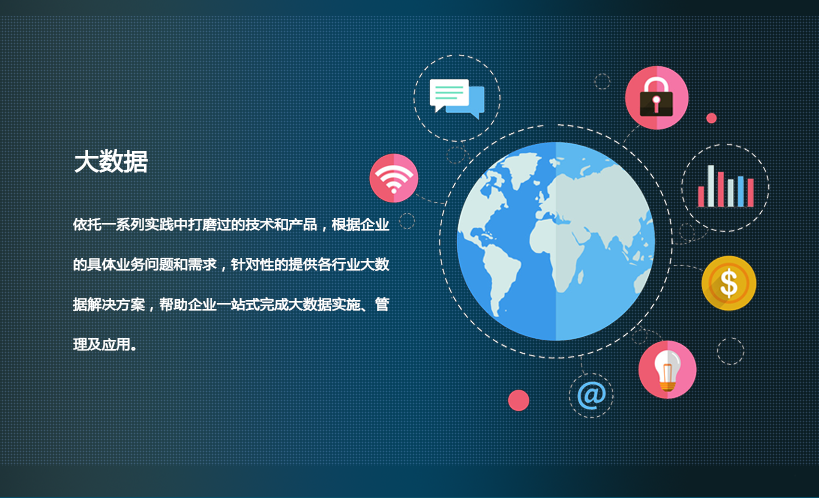 大数据
依托一系列实践中打磨过的技术和产品，根据企业
的具体业务问题和需求，针对性的提供各行业大数
据解决方案，帮助企业一站式完成大数据实施、管
理及应用。
$
@